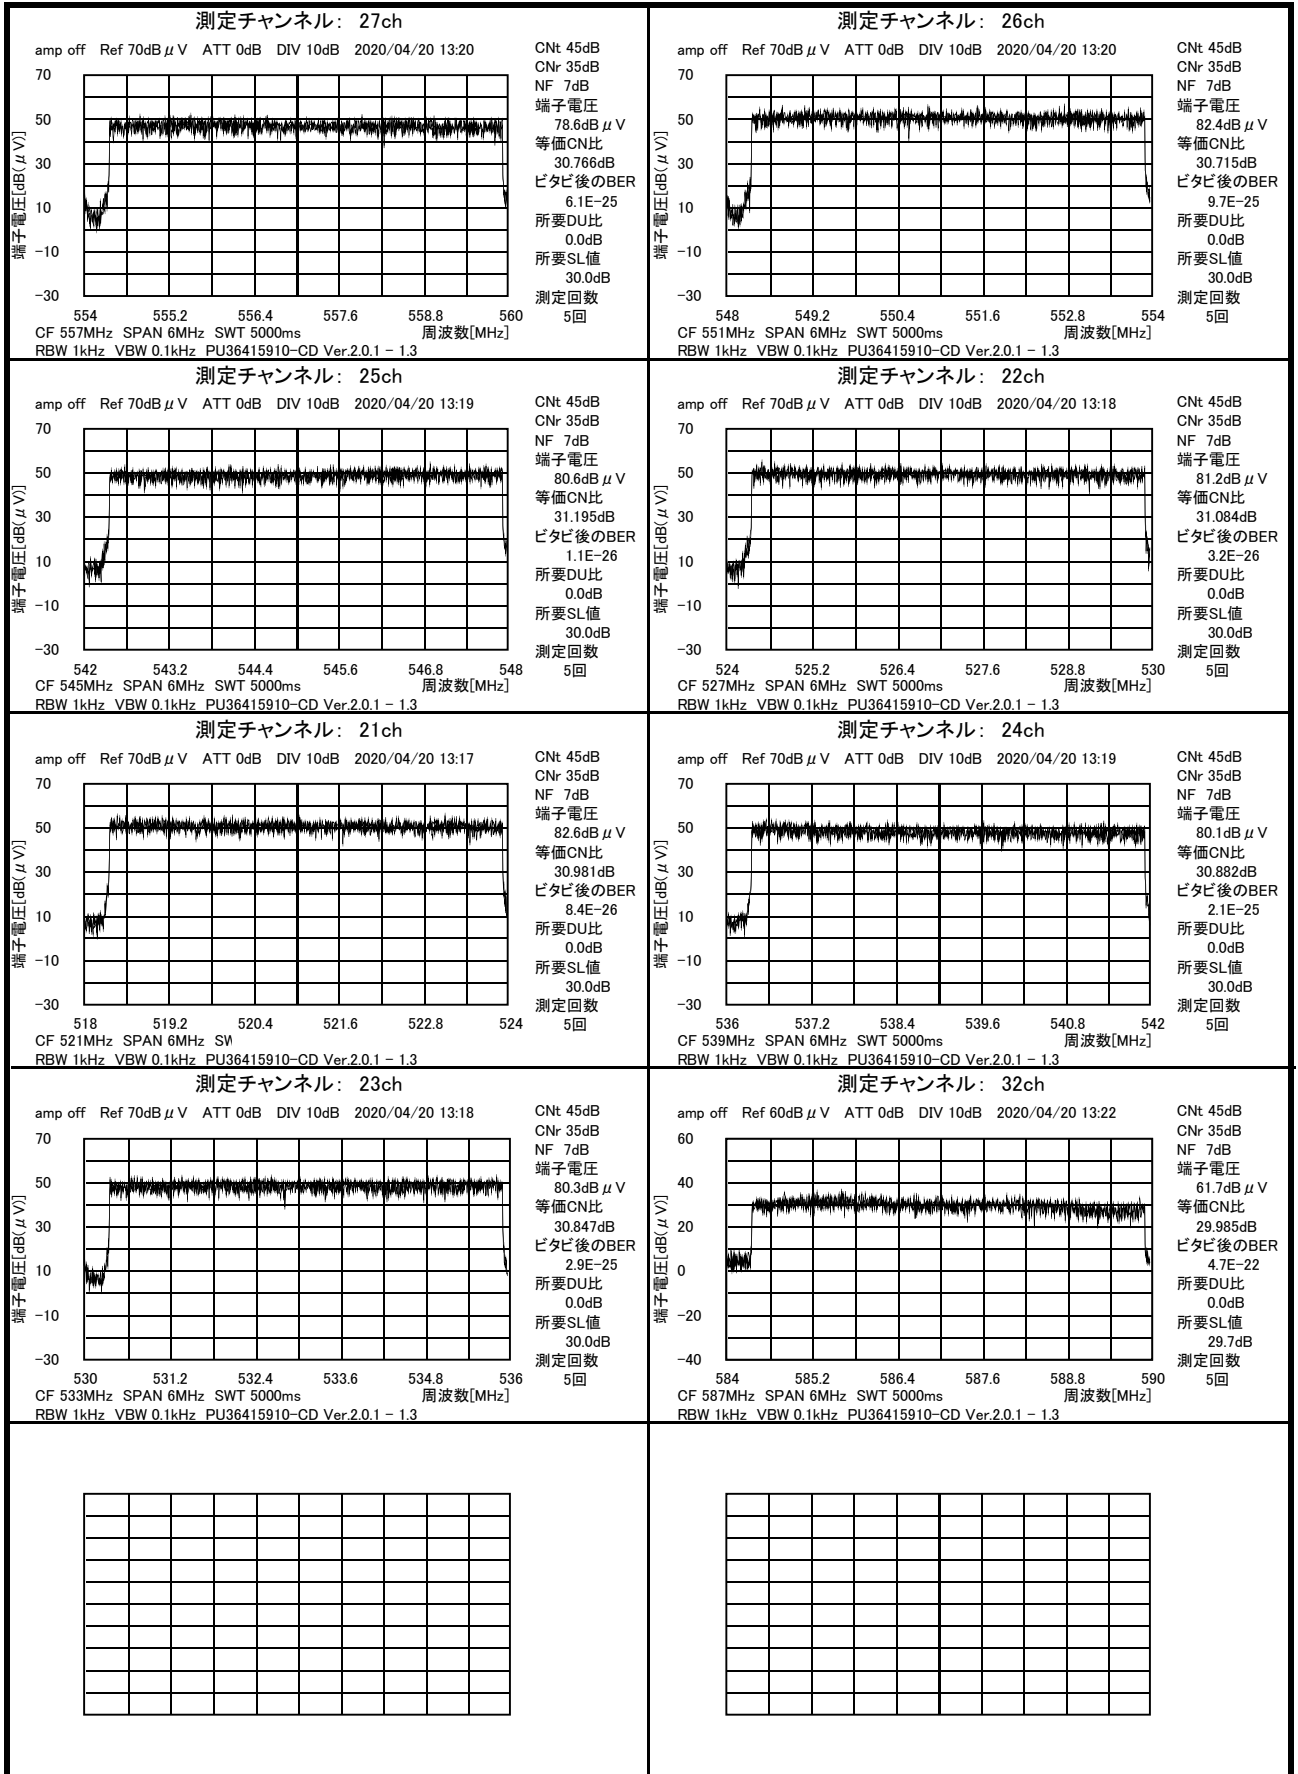 測定チャンネル： 27ch
amp off Ref 70dBμV ATT 0dB DIV 10dB 2020/04/20 13:20
CNt 45dB
CNr 35dB
NF 7dB
端子電圧
78.6dBμV
等価CN比
30.766dB
ビタビ後のBER
6.1E-25
所要DU比
0.0dB
所要SL値
30.0dB
測定回数
5回
端子電圧[dB(μV)]
70
50
30
10
-10
-30
554 555.2 556.4 557.6 558.8 560
CF 557MHz SPAN 6MHz SWT 5000ms 周波数[MHz]
RBW 1kHz VBW 0.1kHz PU36415910-CD Ver.2.0.1 - 1.3
測定チャンネル： 26ch
amp off Ref 70dBμV ATT 0dB DIV 10dB 2020/04/20 13:20
CNt 45dB
CNr 35dB
NF 7dB
端子電圧
82.4dBμV
等価CN比
30.715dB
ビタビ後のBER
9.7E-25
所要DU比
0.0dB
所要SL値
30.0dB
測定回数
5回
端子電圧[dB(μV)]
70
50
30
10
-10
-30
548 549.2 550.4 551.6 552.8 554
CF 551MHz SPAN 6MHz SWT 5000ms 周波数[MHz]
RBW 1kHz VBW 0.1kHz PU36415910-CD Ver.2.0.1 - 1.3
測定チャンネル： 25ch
amp off Ref 70dBμV ATT 0dB DIV 10dB 2020/04/20 13:19
CNt 45dB
CNr 35dB
NF 7dB
端子電圧
80.6dBμV
等価CN比
31.195dB
ビタビ後のBER
1.1E-26
所要DU比
0.0dB
所要SL値
30.0dB
測定回数
5回
端子電圧[dB(μV)]
70
50
30
10
-10
-30
542 543.2 544.4 545.6 546.8 548
CF 545MHz SPAN 6MHz SWT 5000ms 周波数[MHz]
RBW 1kHz VBW 0.1kHz PU36415910-CD Ver.2.0.1 - 1.3
測定チャンネル： 22ch
amp off Ref 70dBμV ATT 0dB DIV 10dB 2020/04/20 13:18
CNt 45dB
CNr 35dB
NF 7dB
端子電圧
81.2dBμV
等価CN比
31.084dB
ビタビ後のBER
3.2E-26
所要DU比
0.0dB
所要SL値
30.0dB
測定回数
5回
端子電圧[dB(μV)]
70
50
30
10
-10
-30
524 525.2 526.4 527.6 528.8 530
CF 527MHz SPAN 6MHz SWT 5000ms 周波数[MHz]
RBW 1kHz VBW 0.1kHz PU36415910-CD Ver.2.0.1 - 1.3
測定チャンネル： 21ch
amp off Ref 70dBμV ATT 0dB DIV 10dB 2020/04/20 13:17
CNt 45dB
CNr 35dB
NF 7dB
端子電圧
82.6dBμV
等価CN比
30.981dB
ビタビ後のBER
8.4E-26
所要DU比
0.0dB
所要SL値
30.0dB
測定回数
5回
端子電圧[dB(μV)]
70
50
30
10
-10
-30
518 519.2 520.4 521.6 522.8 524
CF 521MHz SPAN 6MHz SW
RBW 1kHz VBW 0.1kHz PU36415910-CD Ver.2.0.1 - 1.3
測定チャンネル： 24ch
amp off Ref 70dBμV ATT 0dB DIV 10dB 2020/04/20 13:19
CNt 45dB
CNr 35dB
NF 7dB
端子電圧
80.1dBμV
等価CN比
30.882dB
ビタビ後のBER
2.1E-25
所要DU比
0.0dB
所要SL値
30.0dB
測定回数
5回
端子電圧[dB(μV)]
70
50
30
10
-10
-30
536 537.2 538.4 539.6 540.8 542
CF 539MHz SPAN 6MHz SWT 5000ms 周波数[MHz]
RBW 1kHz VBW 0.1kHz PU36415910-CD Ver.2.0.1 - 1.3
測定チャンネル： 23ch
amp off Ref 70dBμV ATT 0dB DIV 10dB 2020/04/20 13:18
CNt 45dB
CNr 35dB
NF 7dB
端子電圧
80.3dBμV
等価CN比
30.847dB
ビタビ後のBER
2.9E-25
所要DU比
0.0dB
所要SL値
30.0dB
測定回数
5回
端子電圧[dB(μV)]
70
50
30
10
-10
-30
530 531.2 532.4 533.6 534.8 536
CF 533MHz SPAN 6MHz SWT 5000ms 周波数[MHz]
RBW 1kHz VBW 0.1kHz PU36415910-CD Ver.2.0.1 - 1.3
測定チャンネル： 32ch
amp off Ref 60dBμV ATT 0dB DIV 10dB 2020/04/20 13:22
CNt 45dB
CNr 35dB
NF 7dB
端子電圧
61.7dBμV
等価CN比
29.985dB
ビタビ後のBER
4.7E-22
所要DU比
0.0dB
所要SL値
29.7dB
測定回数
5回
端子電圧[dB(μV)]
60
40
20
0
-20
-40
584 585.2 586.4 587.6 588.8 590
CF 587MHz SPAN 6MHz SWT 5000ms 周波数[MHz]
RBW 1kHz VBW 0.1kHz PU36415910-CD Ver.2.0.1 - 1.3